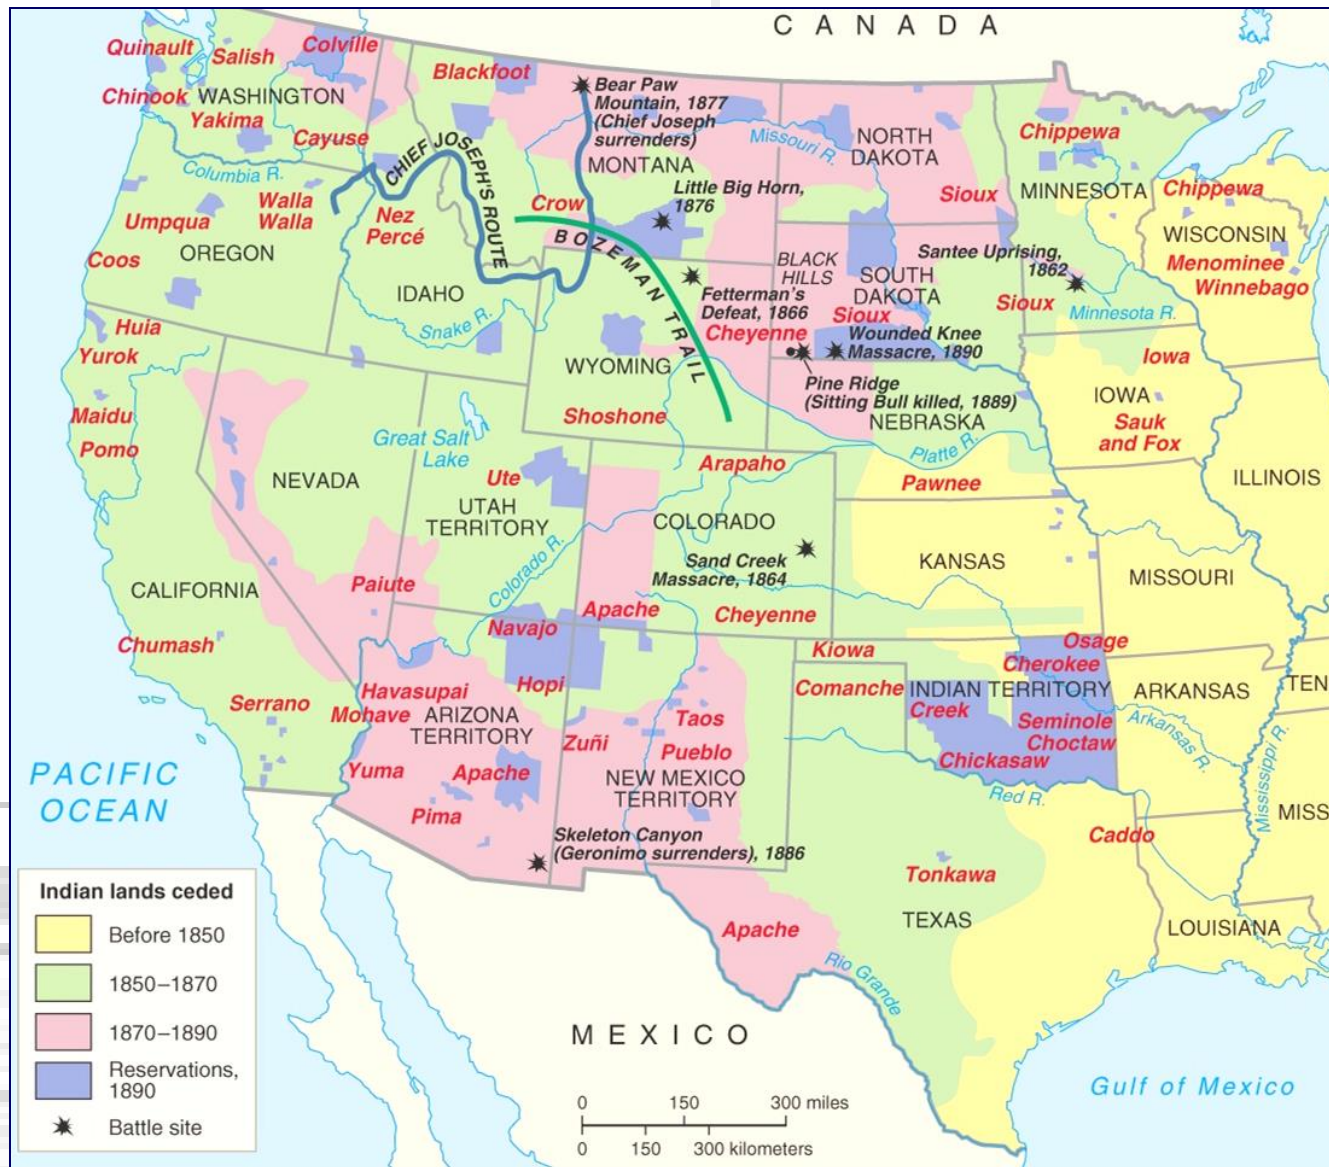 CANADA
Quinault
Salish
Colville
Blackfoot
Chinook
WASHINGTON
Yakima
Cayuse
Bear Paw
Mountain, 1877
(Chief Joseph
surrenders)
Missouri R.
NORTH
DAKOTA
Chippewa
MINNESOTA
Chippewa
WISCONSIN
Menominee
Winnebago
Columbia R.
CHIEF JOSEPH'S ROUTE
MONTANA
Little Big Horn,
1876
Sioux
Umpqua
Walla
Walla
Nez
Percé
Crow
BOZEMAN TRAIL
Coos
OREGON
IDAHO
BLACK
HILLS
SOUTH
DAKOTA
Sioux
Santee Uprising,
1862
Sioux
Minnesota R.
Snake R.
Fetterman's
Defeat, 1866
Cheyenne
Wounded Knee
Massacre, 1890
Huia
Yurok
WYOMING
Pine Ridge
(Sitting Bull killed, 1889)
NEBRASKA
Iowa
IOWA
Sauk
and Fox
Maidu
Pomo
Shoshone
Great Salt
Lake
NEVADA
Ute
UTAH
TERRITORY
Arapaho
Platte R.
Pawnee
ILLINOIS
COLORADO
Sand Creek
Massacre, 1864
KANSAS
MISSOURI
CALIFORNIA
Paiute
Colorado R.
Apache
Cheyenne
Chumash
Navajo
Kiowa
Osage
Cherokee
Serrano
Havasupai
Mohave
Hopi
ARIZONA
TERRITORY
Comanche
INDIAN TERRITORY
Creek
Seminole
Choctaw
Chickasaw
ARKANSAS
Arkansas R.
TEN
Taos
Pueblo
Zuñi
Yuma
Apache
Pima
NEW MEXICO
TERRITORY
Red R.
Mississippi R.
MISS
PACIFIC
OCEAN
Skeleton Canyon
(Geronimo surrenders), 1886
Caddo
Tonkawa
TEXAS
LOUISIANA
Apache
Rio Grande
MEXICO
Gulf of Mexico
Indian lands ceded
Before 1850
1850–1870
1870–1890
Reservations,
1890
Battle site
0 150 300 miles
0 150 300 kilometers